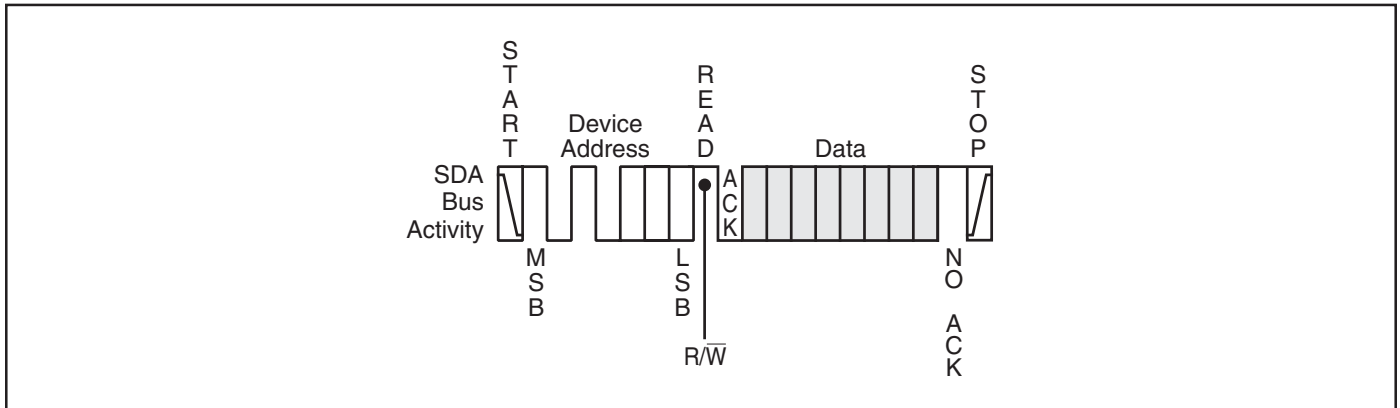 START
Device
Address
READ
Data
STOP
SDA
Bus
Activity
ACK
MSB
LSB
R/W̅
NO ACK